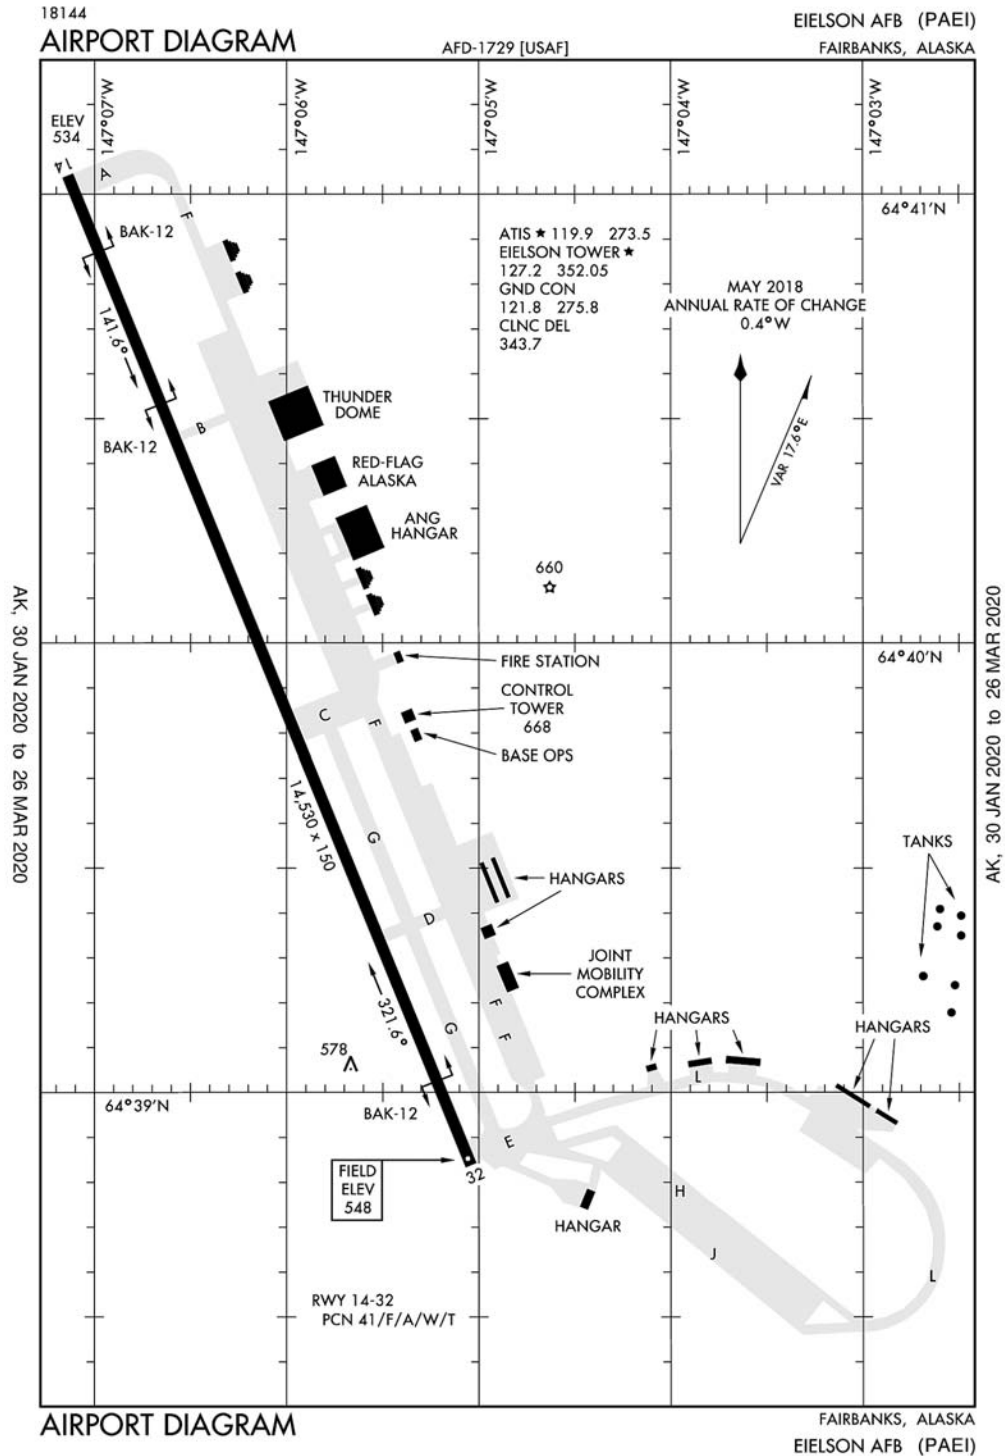 18144
AIRPORT DIAGRAM
AFD-1729 [USAF]
EIELSON AFB (PAEI)
FAIRBANKS, ALASKA
147°07'W
147°06'W
147°05'W
147°04'W
147°03'W
ELEV
534
14
A
F
64°41'N
BAK-12
ATIS ★ 119.9 273.5
EIELSON TOWER ★
127.2 352.05
GND CON
121.8 275.8
CLNC DEL
343.7
MAY 2018
ANNUAL RATE OF CHANGE
0.4°W
VAR 17.6°E
141.6°
BAK-12
B
THUNDER
DOME
RED-FLAG
ALASKA
ANG
HANGAR
660
AK, 30 JAN 2020 to 26 MAR 2020
AK, 30 JAN 2020 to 26 MAR 2020
64°40'N
FIRE STATION
CONTROL
TOWER
668
BASE OPS
C
F
14,530 x 150
G
TANKS
HANGARS
D
JOINT
MOBILITY
COMPLEX
F
F
321.6°
G
578
HANGARS
HANGARS
L
64°39'N
BAK-12
E
32
FIELD
ELEV
548
HANGAR
H
J
L
RWY 14-32
PCN 41/F/A/W/T
AIRPORT DIAGRAM
FAIRBANKS, ALASKA
EIELSON AFB (PAEI)